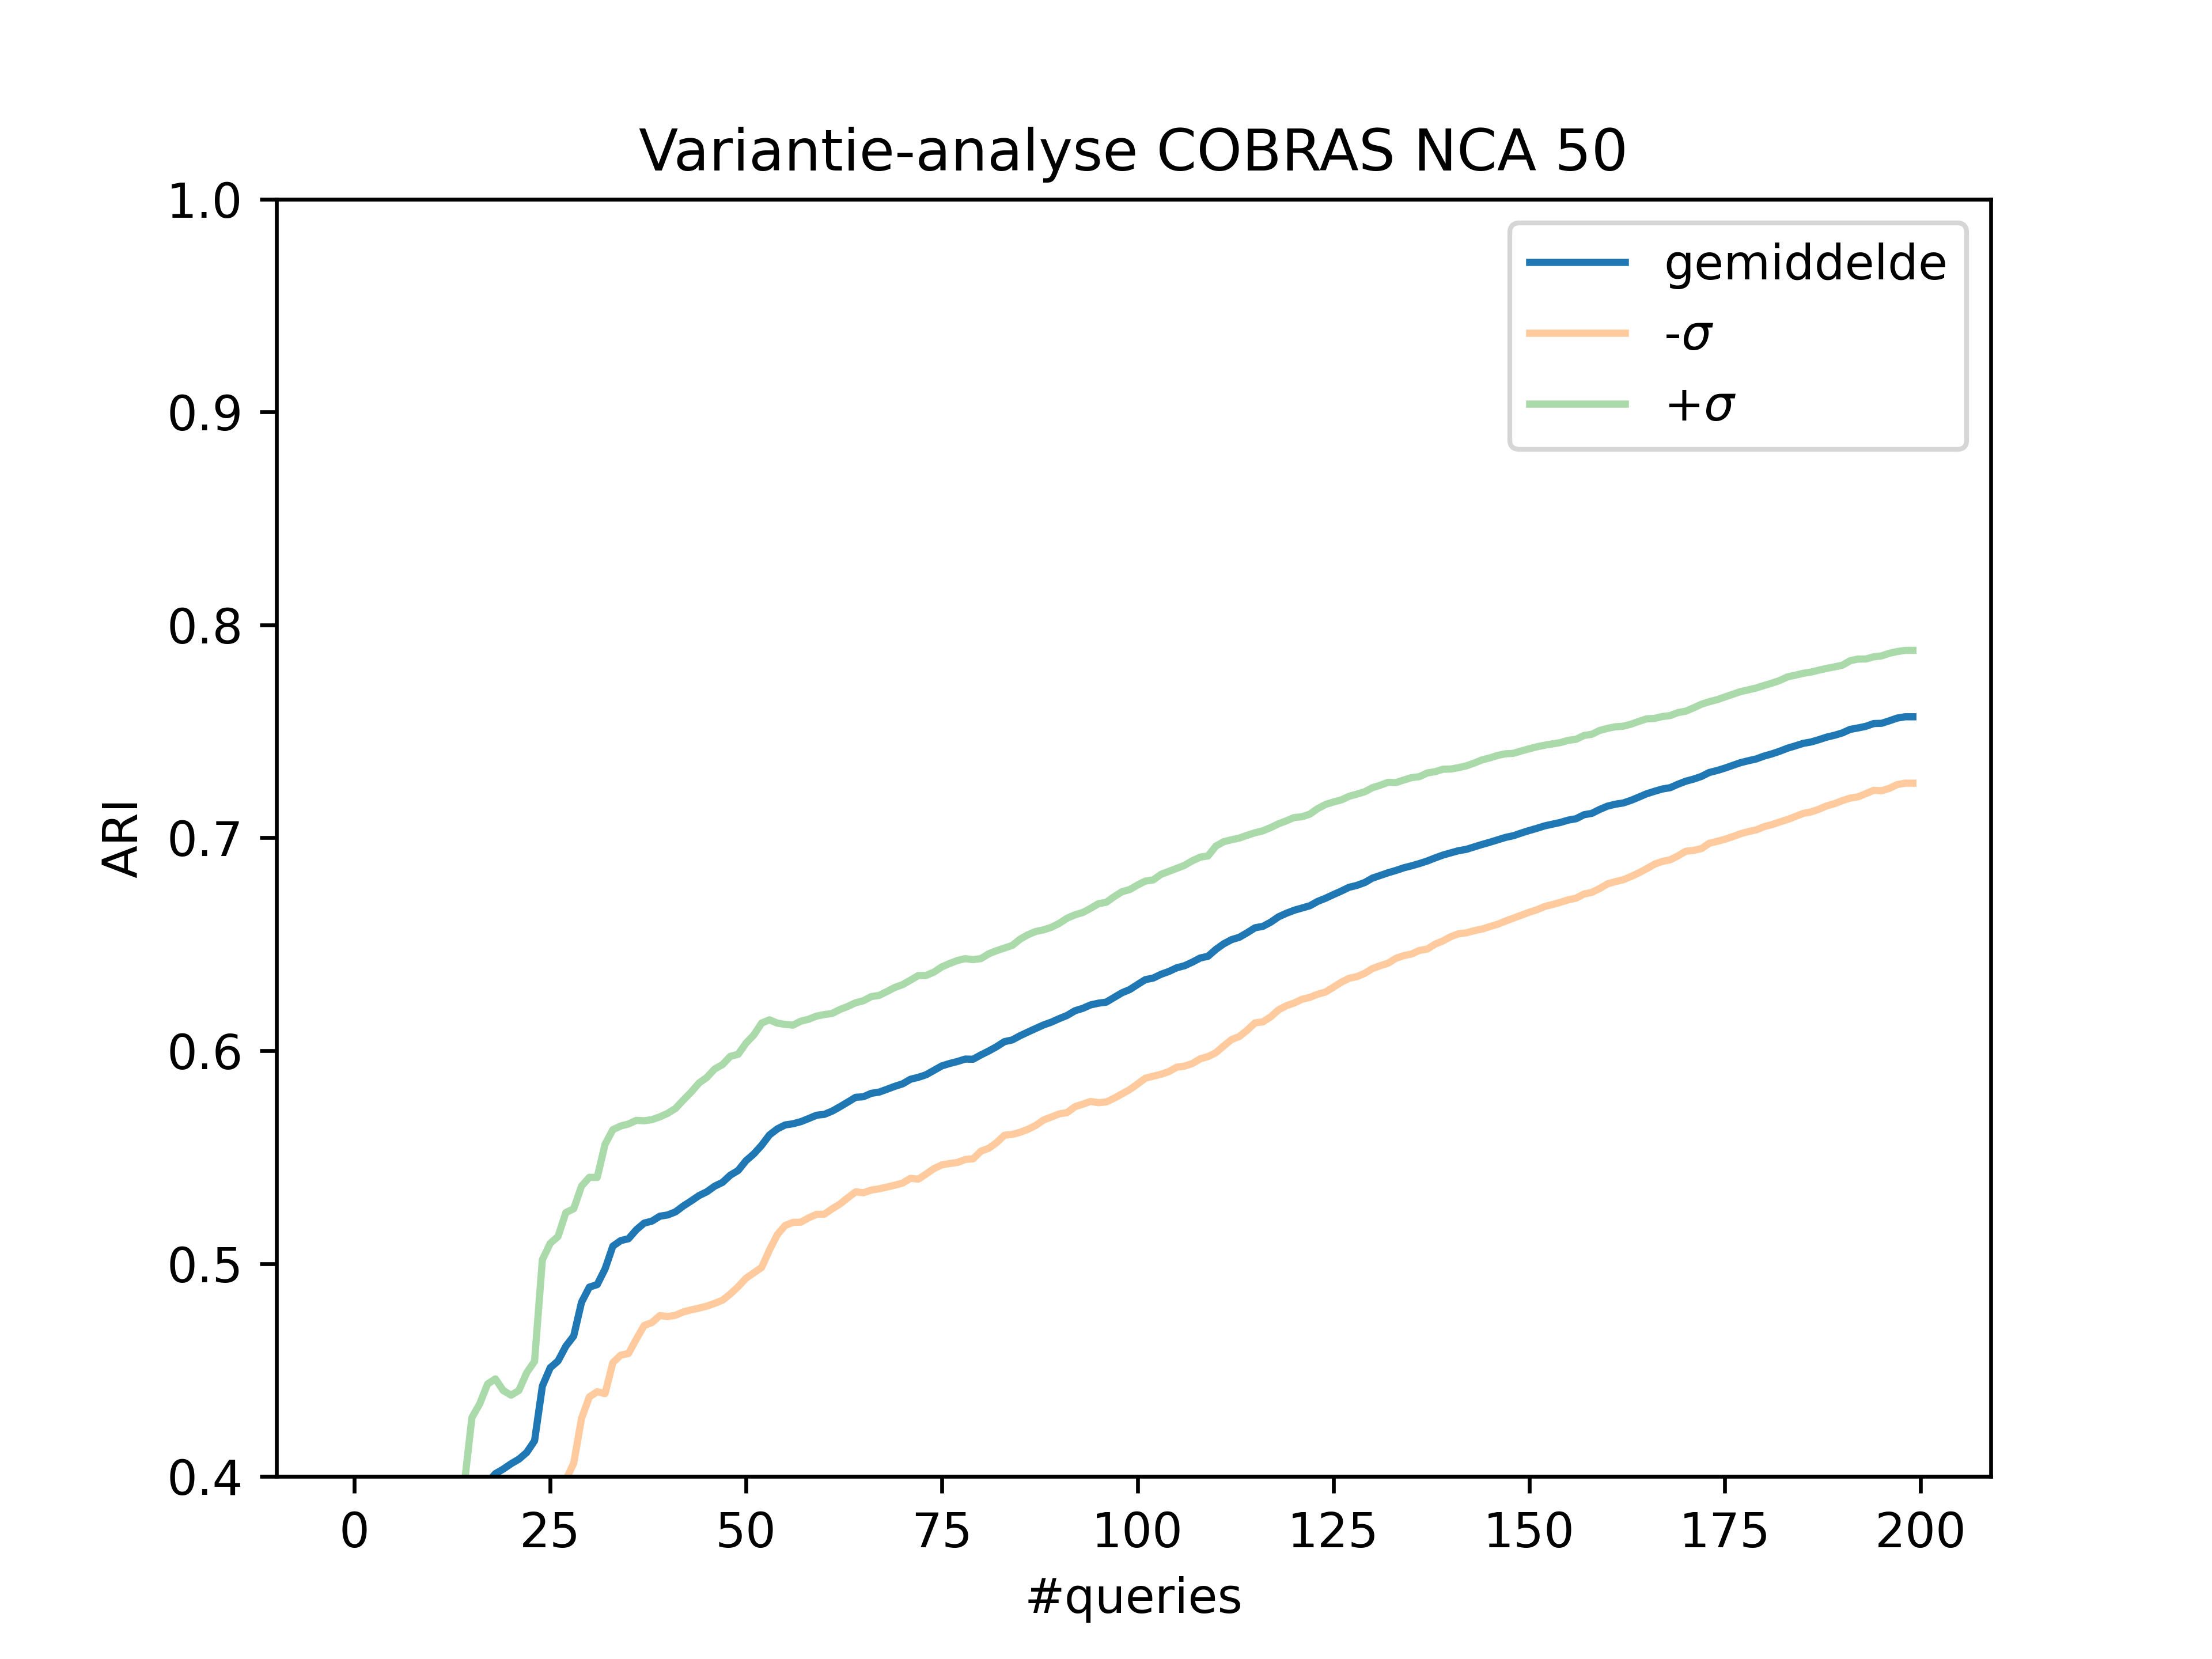 Variantie-analyse COBRAS NCA 50
1.0
0.9
0.8
0.7
0.6
0.5
0.4
ARI
gemiddelde
-σ
+σ
0 25 50 75 100 125 150 175 200
#queries